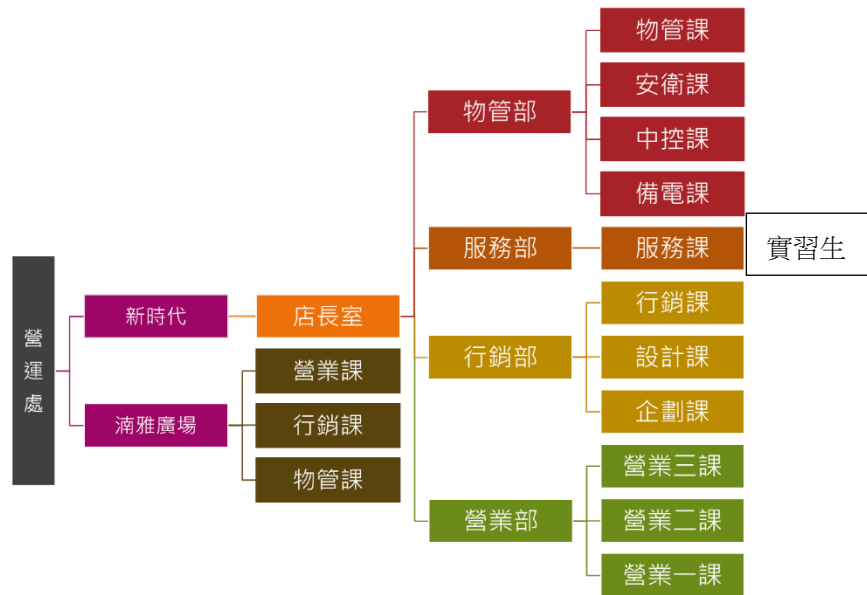 營運處
新時代
湳雅廣場
店長室
營業課
行銷課
物管課
物管部
物管課
安衛課
中控課
備電課
服務部
服務課
實習生
行銷部
行銷課
設計課
企劃課
營業部
營業三課
營業二課
營業一課